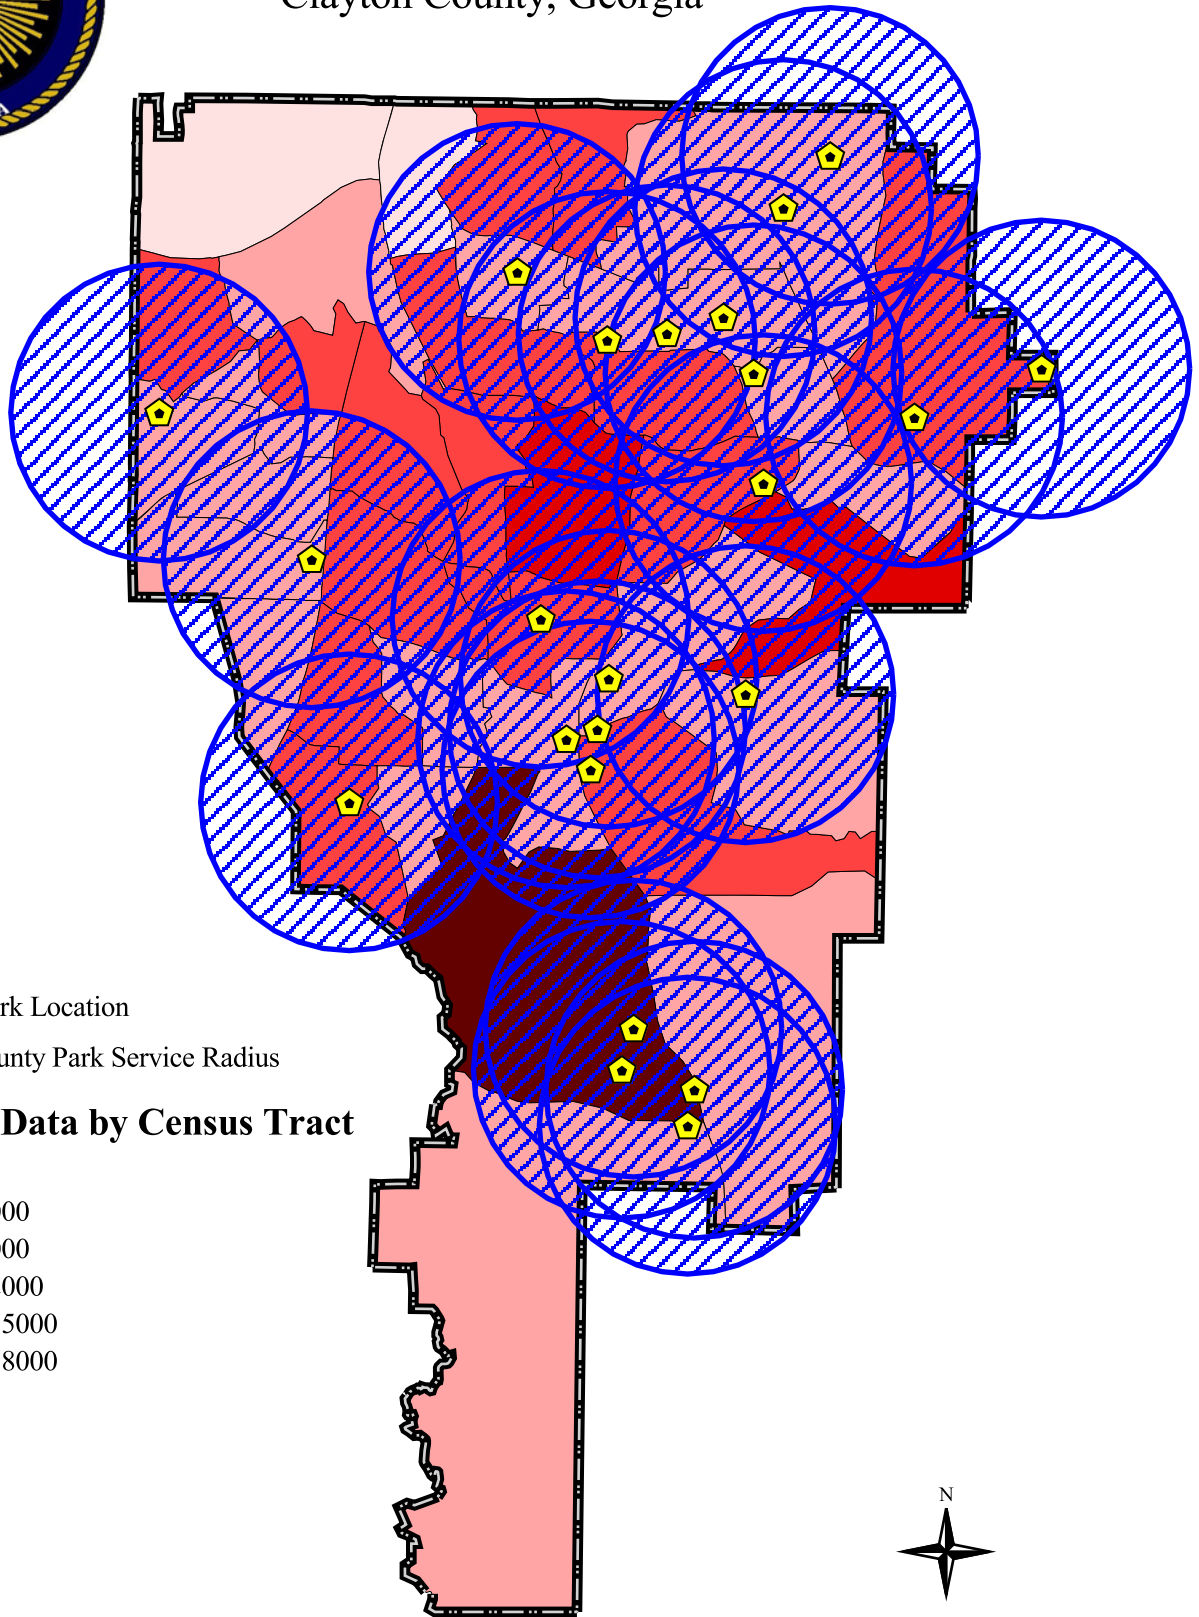 Clayton County, Georgia
rk Location
unty Park Service Radius
Data by Census Tract
00
00
000
5000
8000
N